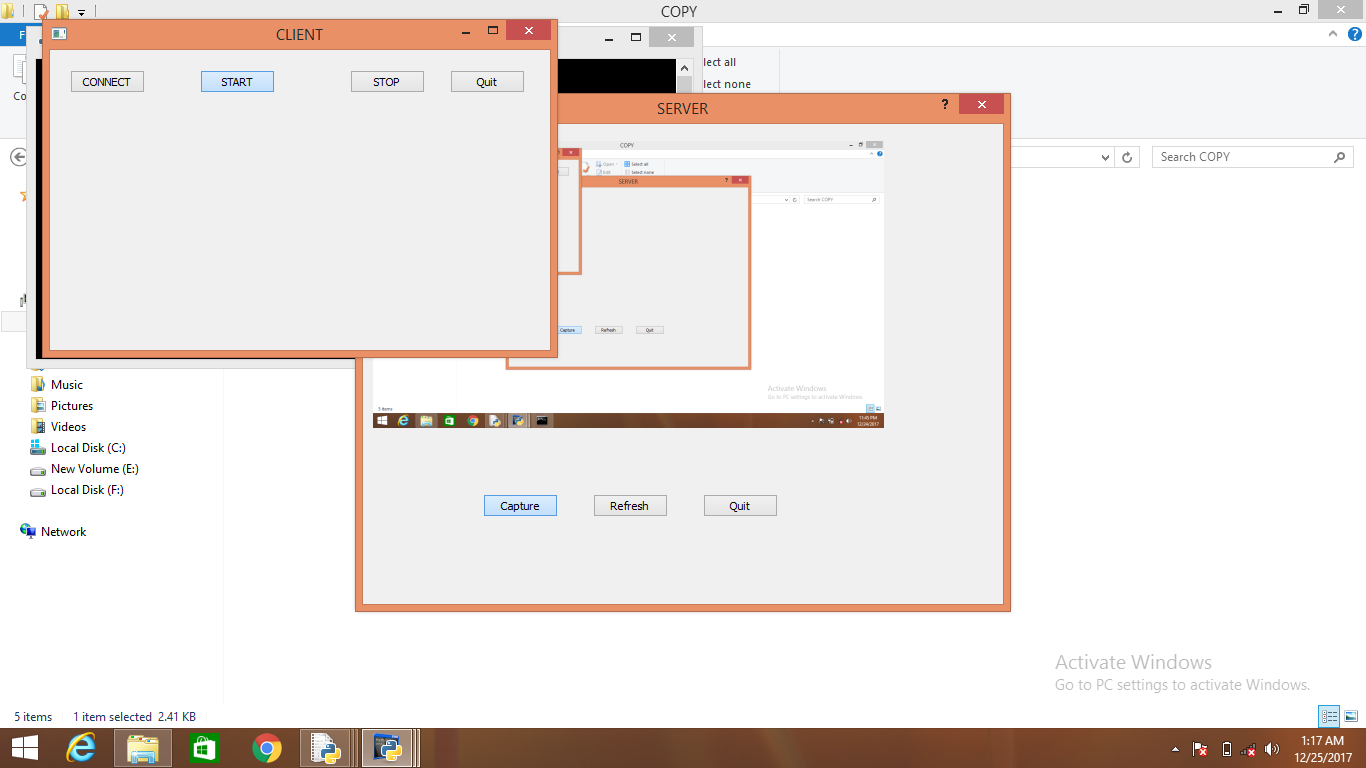 COPY
F
CLIENT
CONNECT START STOP Quit
lect all
lect none
Co
SERVER
Search COPY
COPY
Open
Select all
Edit
Select none
SERVER
Search COPY
Capture Refresh Quit
Activate Windows
Go to PC settings to activate Windows.
5 items
11:45 PM
12/24/2017
Music
Pictures
Videos
Local Disk (C:)
New Volume (E:)
Local Disk (F:)
Network
Capture Refresh Quit
Activate Windows
Go to PC settings to activate Windows.
5 items 1 item selected 2.41 KB
1:17 AM
12/25/2017